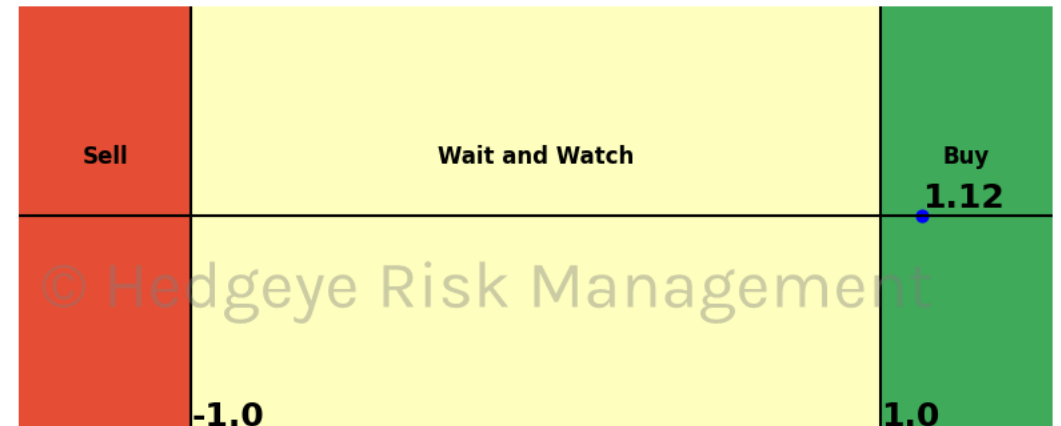 Sell
Wait and Watch
Buy
1.12
© Hedgeye Risk Management
-1.0
1.0